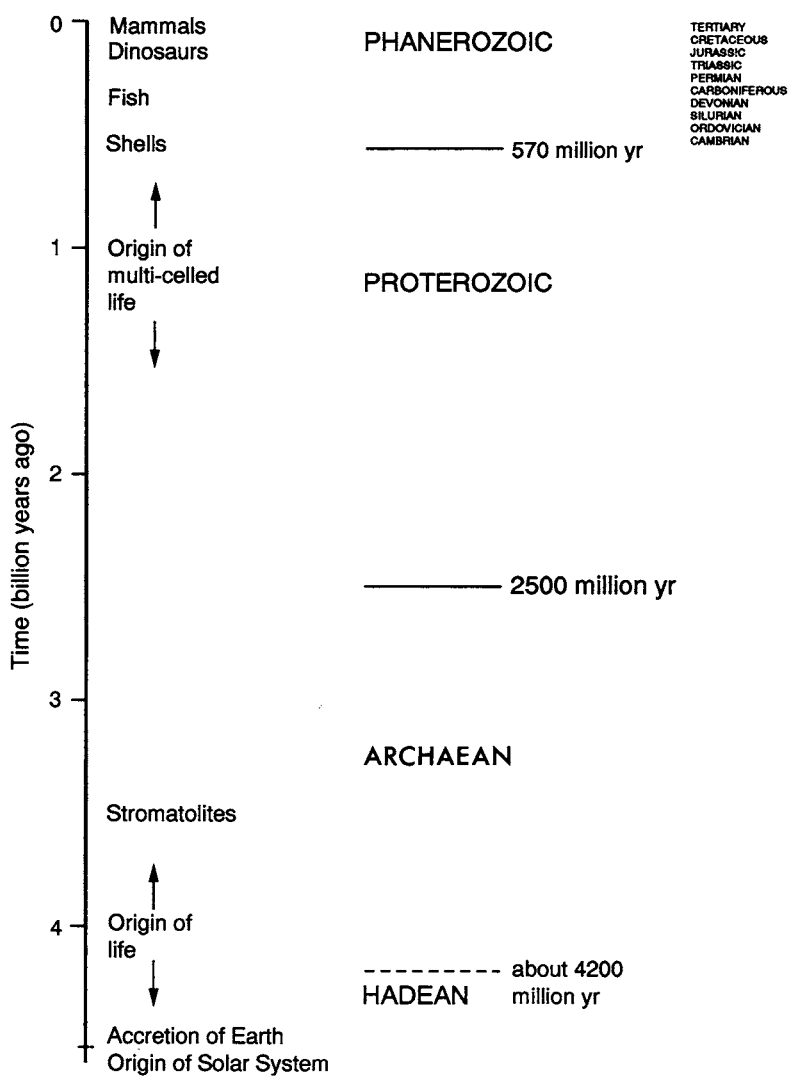 0
Mammals
Dinosaurs
Fish
Shells
PHANEROZOIC
TERTIARY
CRETACEOUS
JURASSIC
TRIASSIC
PERMIAN
CARBONIFEROUS
DEVONIAN
SILURIAN
ORDOVICIAN
CAMBRIAN
570 million yr
1
Origin of
multi-celled
life
PROTEROZOIC
Time (billion years ago)
2
2500 million yr
3
ARCHAEAN
Stromatolites
4
Origin of
life
about 4200
million yr
HADEAN
Accretion of Earth
Origin of Solar System